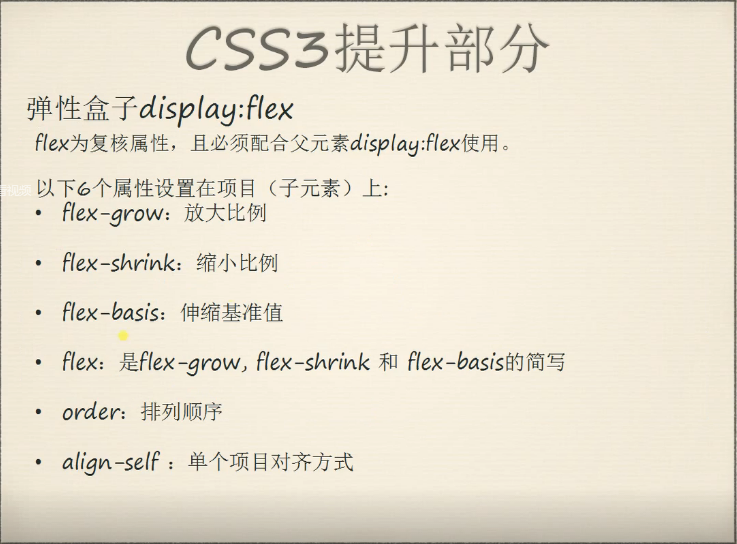 CSS3提升部分
弹性盒子display:flex
flex为复核属性，且必须配合父元素display:flex使用。
以下6个属性设置在项目（子元素）上:
• flex-grow：放大比例
• flex-shrink：缩小比例
• flex-basis：伸缩基准值
• flex：是flex-grow, flex-shrink 和 flex-basis的简写
• order：排列顺序
• align-self ：单个项目对齐方式